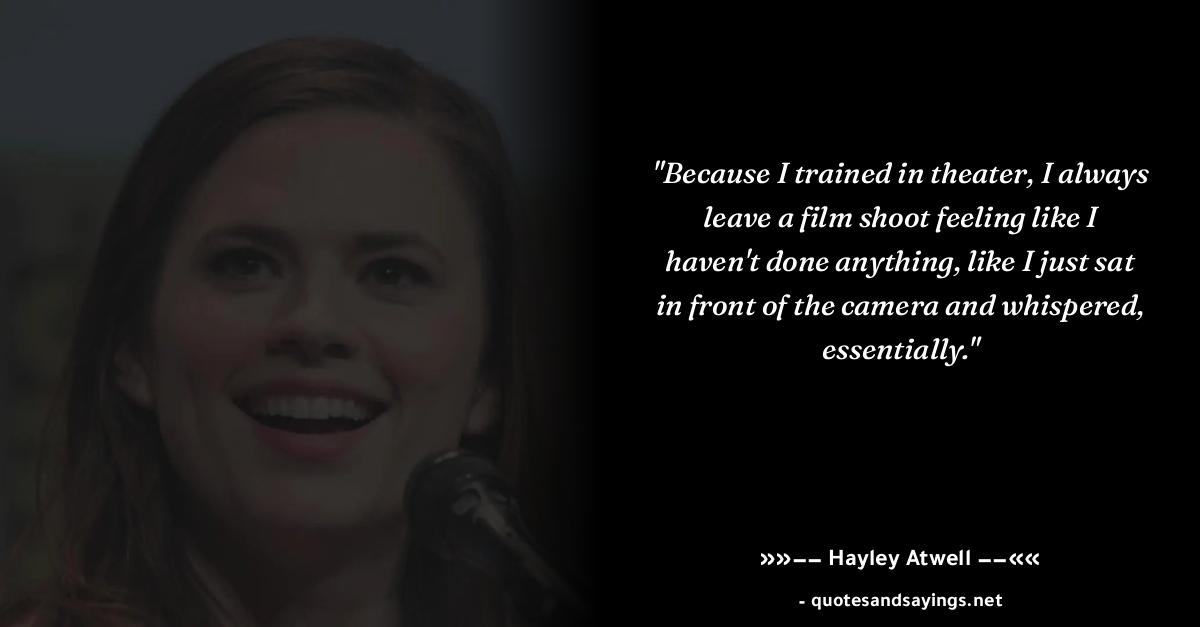 "Because I trained in theater, I always
leave a film shoot feeling like I
haven't done anything, like I just sat
in front of the camera and whispered,
essentially."
»»–– Hayley Atwell ––««
- quotesandsayings.net